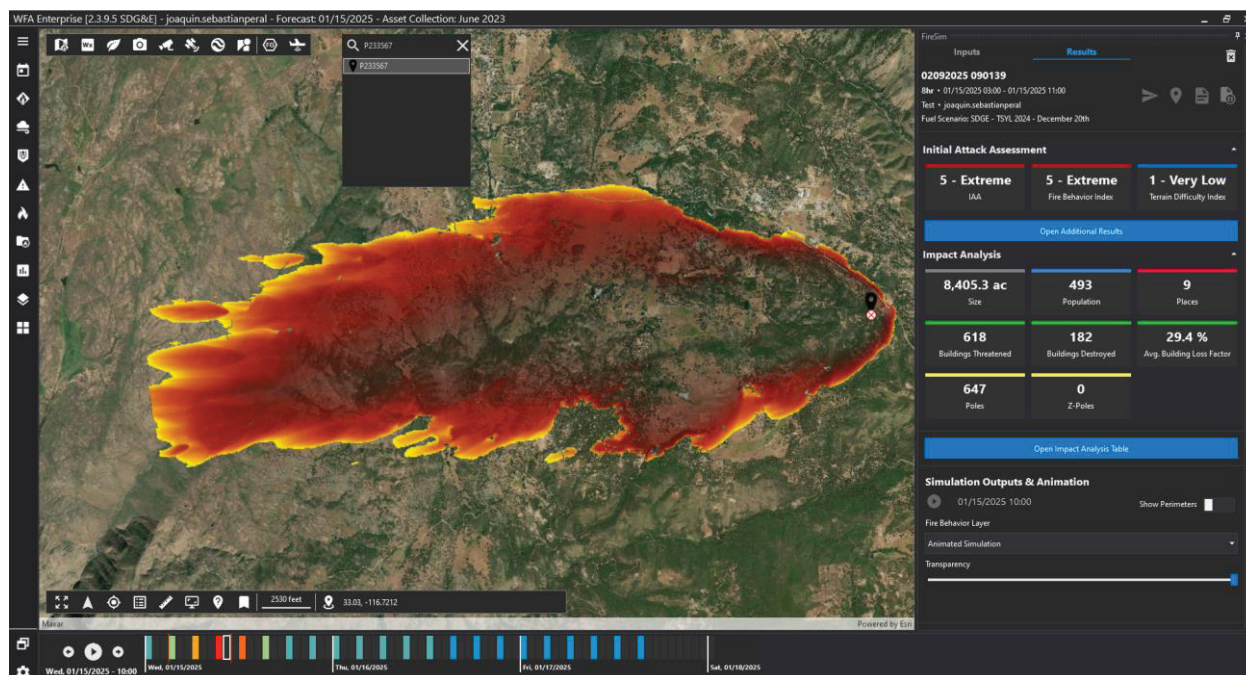 WFA Enterprise [2.3.9.5 SDG&E] - joaquin.sebastianperal - Forecast: 01/15/2025 - Asset Collection: June 2023
Wx
FQ
P233567
P233567
FireSim
Inputs
Results
02092025 090139
8hr • 01/15/2025 03:00 - 01/15/2025 11:00
Test • joaquin.sebastianperal
Fuel Scenario: SDGE - TSYL 2024 - December 20th
Initial Attack Assessment
5 - Extreme
IAA
5 - Extreme
Fire Behavior Index
1 - Very Low
Terrain Difficulty Index
Open Additional Results
Impact Analysis
8,405.3 ac
Size
493
Population
9
Places
618
Buildings Threatened
182
Buildings Destroyed
29.4 %
Avg. Building Loss Factor
647
Poles
0
Z-Poles
Open Impact Analysis Table
Simulation Outputs & Animation
01/15/2025 10:00
Show Perimeters
Fire Behavior Layer
Animated Simulation
Transparency
2530 feet
33.03, -116.7212
Maxar
Powered by Esri
Wed, 01/15/2025 - 10:00
Wed, 01/15/2025
Thu, 01/16/2025
Fri, 01/17/2025
Sat, 01/18/2025